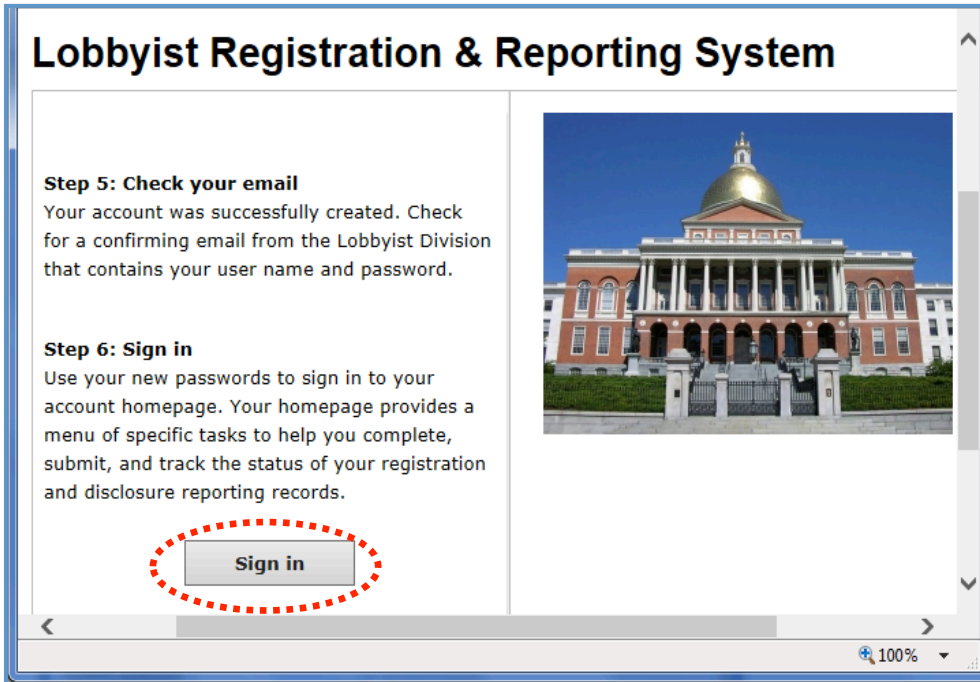 Lobbyist Registration & Reporting System
Step 5: Check your email
Your account was successfully created. Check
for a confirming email from the Lobbyist Division
that contains your user name and password.
Step 6: Sign in
Use your new passwords to sign in to your
account homepage. Your homepage provides a
menu of specific tasks to help you complete,
submit, and track the status of your registration
and disclosure reporting records.
Sign in
100%